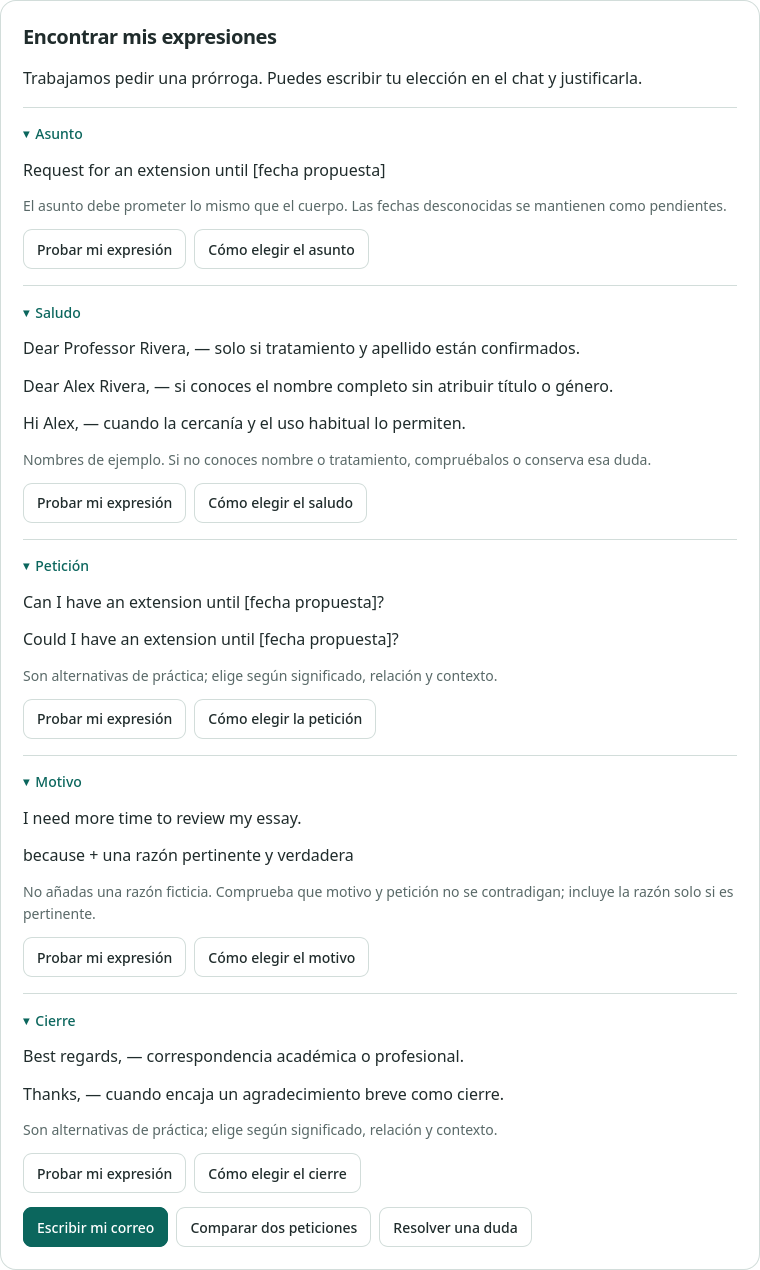 Encontrar mis expresiones
Trabajamos pedir una prórroga. Puedes escribir tu elección en el chat y justificarla.
▾ Asunto
Request for an extension until [fecha propuesta]
El asunto debe prometer lo mismo que el cuerpo. Las fechas desconocidas se mantienen como pendientes.
Probar mi expresión Cómo elegir el asunto
▾ Saludo
Dear Professor Rivera, — solo si tratamiento y apellido están confirmados.
Dear Alex Rivera, — si conoces el nombre completo sin atribuir título o género.
Hi Alex, — cuando la cercanía y el uso habitual lo permiten.
Nombres de ejemplo. Si no conoces nombre o tratamiento, compruébalos o conserva esa duda.
Probar mi expresión Cómo elegir el saludo
▾ Petición
Can I have an extension until [fecha propuesta]?
Could I have an extension until [fecha propuesta]?
Son alternativas de práctica; elige según significado, relación y contexto.
Probar mi expresión Cómo elegir la petición
▾ Motivo
I need more time to review my essay.
because + una razón pertinente y verdadera
No añadas una razón ficticia. Comprueba que motivo y petición no se contradigan; incluye la razón solo si es
pertinente.
Probar mi expresión Cómo elegir el motivo
▾ Cierre
Best regards, — correspondencia académica o profesional.
Thanks, — cuando encaja un agradecimiento breve como cierre.
Son alternativas de práctica; elige según significado, relación y contexto.
Probar mi expresión Cómo elegir el cierre
Escribir mi correo Comparar dos peticiones Resolver una duda